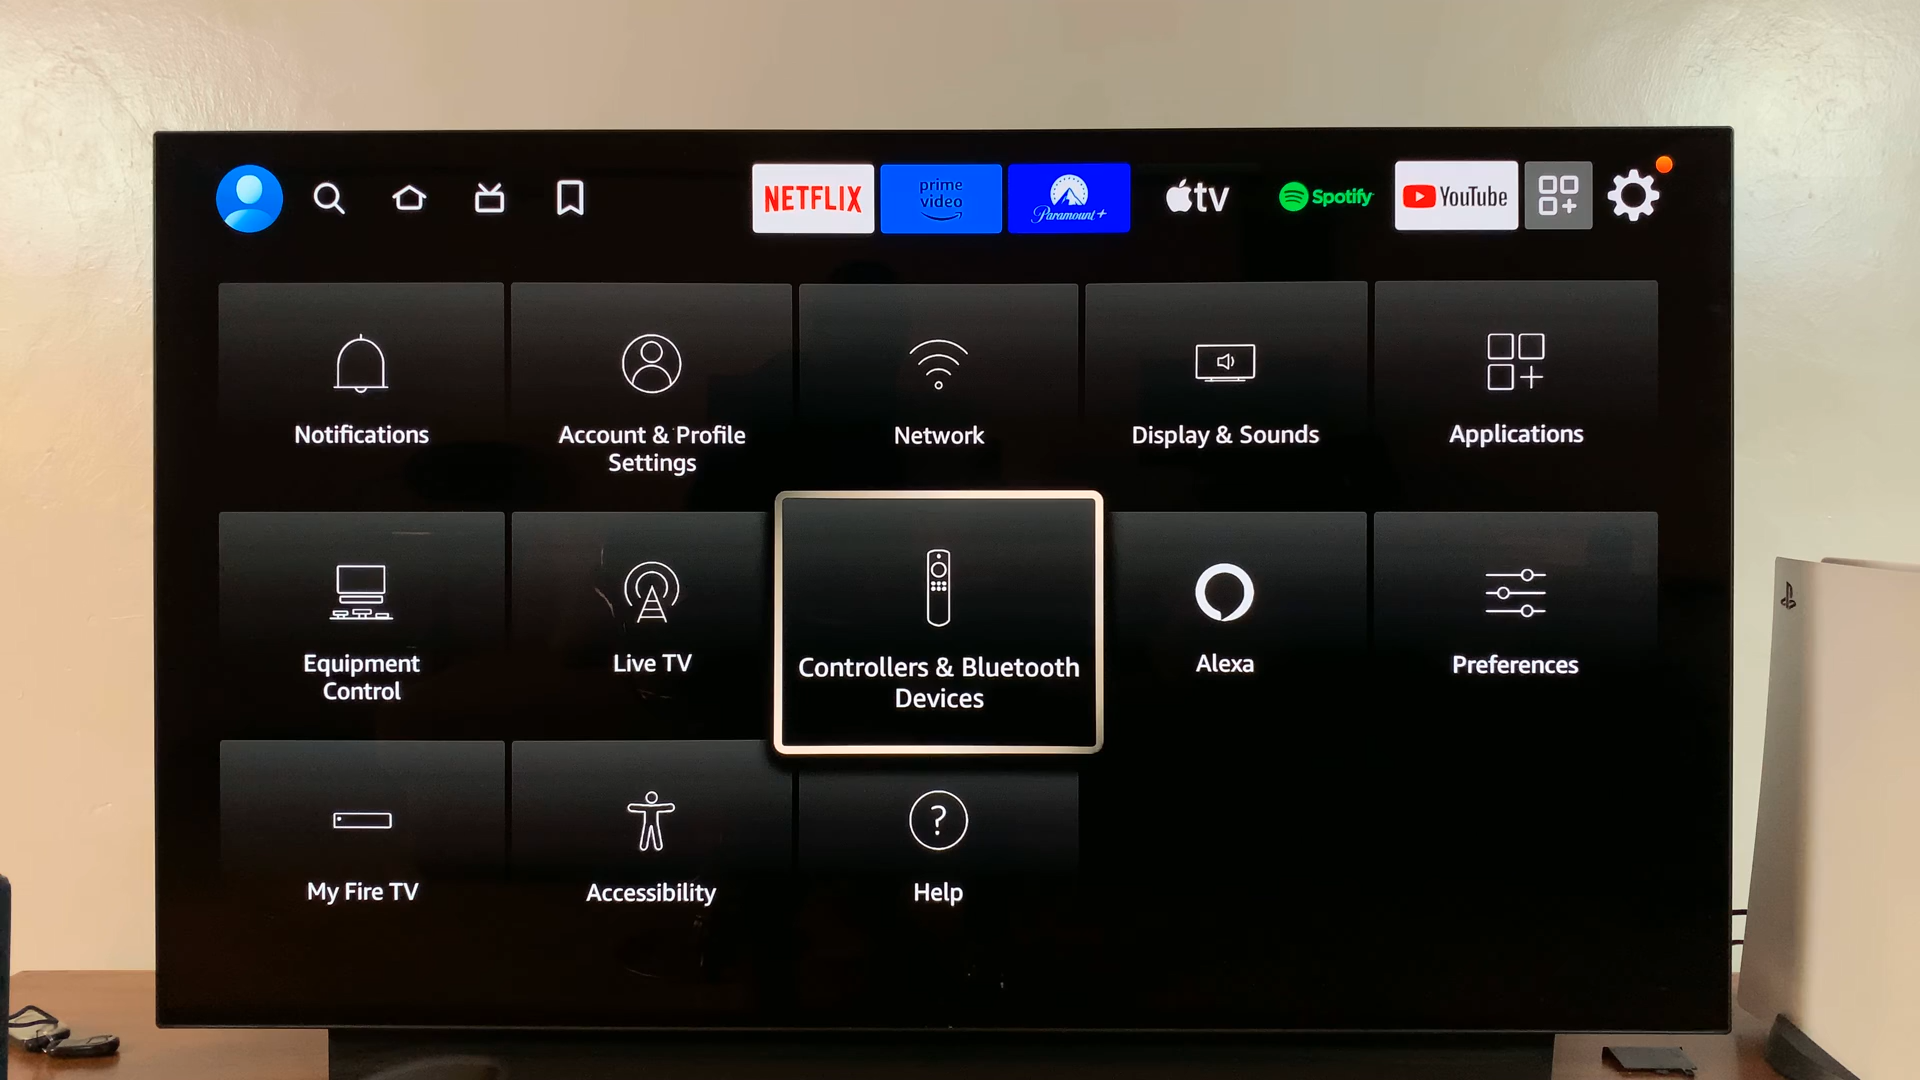 NETFLIX
prime video
Paramount+
tv
Spotify
YouTube
Notifications
Account & Profile
Settings
Network
Display & Sounds
Applications
Equipment
Control
Live TV
Controllers & Bluetooth
Devices
Alexa
Preferences
My Fire TV
Accessibility
Help